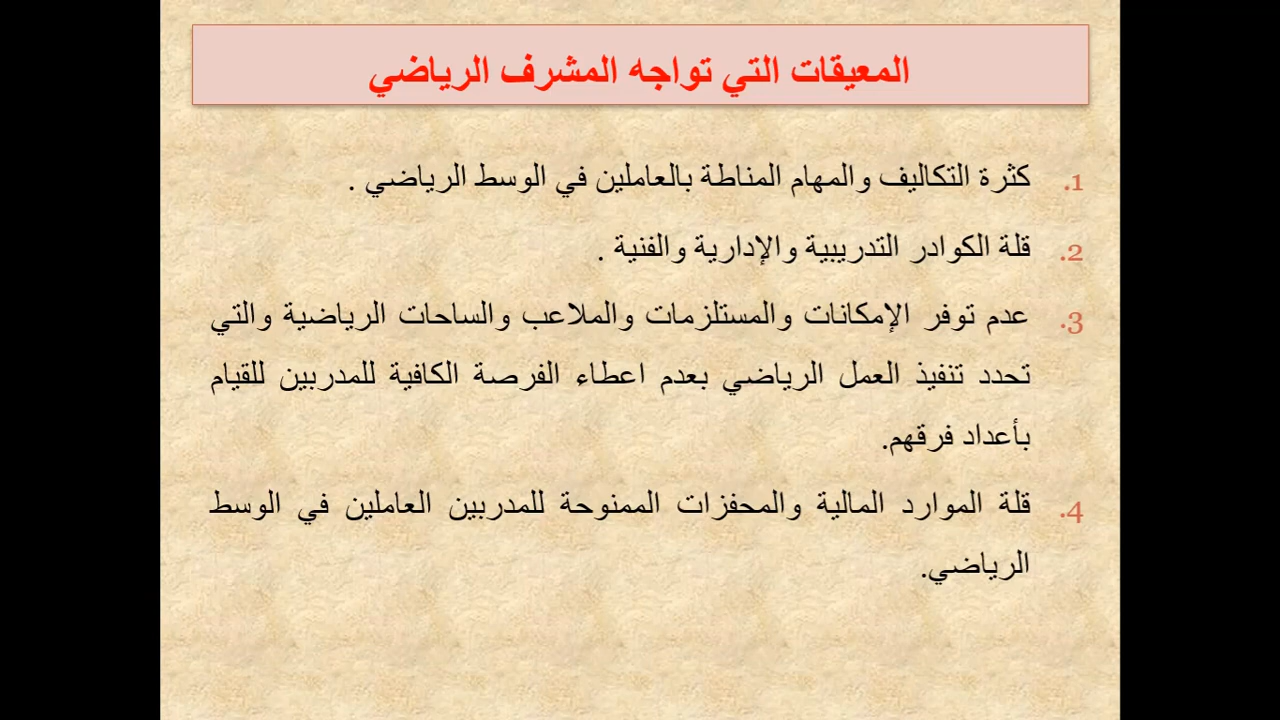 المعيقات التي تواجه المشرف الرياضي
1. كثرة التكاليف والمهام المناطة بالعاملين في الوسط الرياضي .
2. قلة الكوادر التدريبية والإدارية والفنية .
3. عدم توفر الإمكانات والمستلزمات والملاعب والساحات الرياضية والتي
تحدد تنفيذ العمل الرياضي بعدم اعطاء الفرصة الكافية للمدربين للقيام
بأعداد فرقهم.
4. قلة الموارد المالية والمحفزات الممنوحة للمدربين العاملين في الوسط
الرياضي.